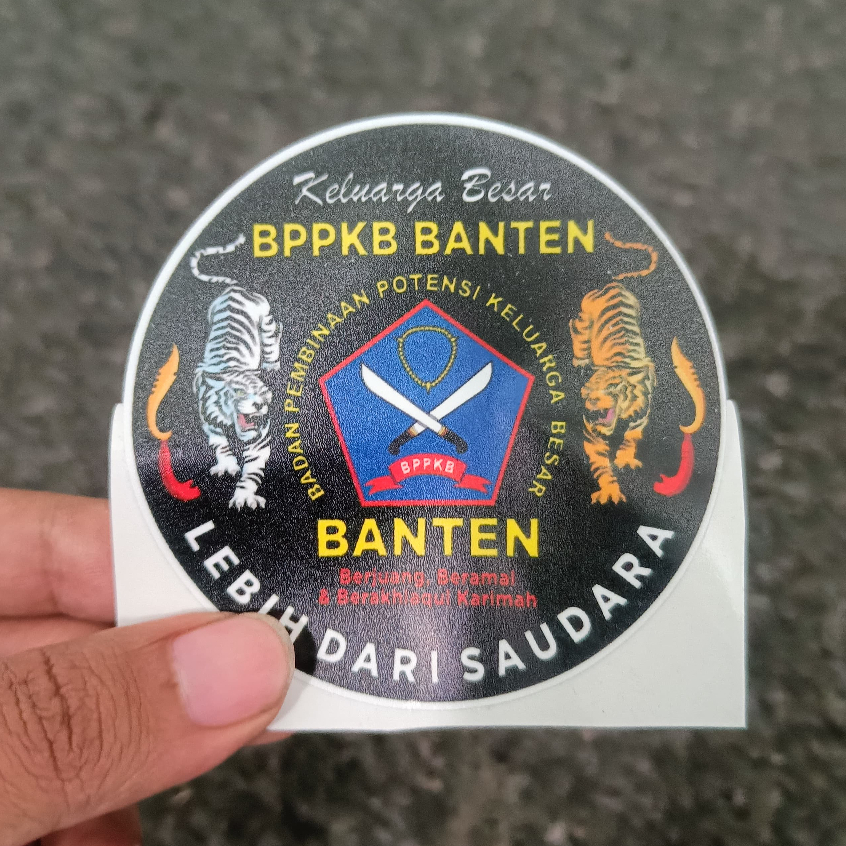 Keluarga Besar
BPPKB BANTEN
BADAN PEMBINAAN POTENSI KELUARGA BESAR
BPPKB
BANTEN
Berjuang, Beramal
& Berakhlaqul Karimah
LEBIH DARI SAUDARA